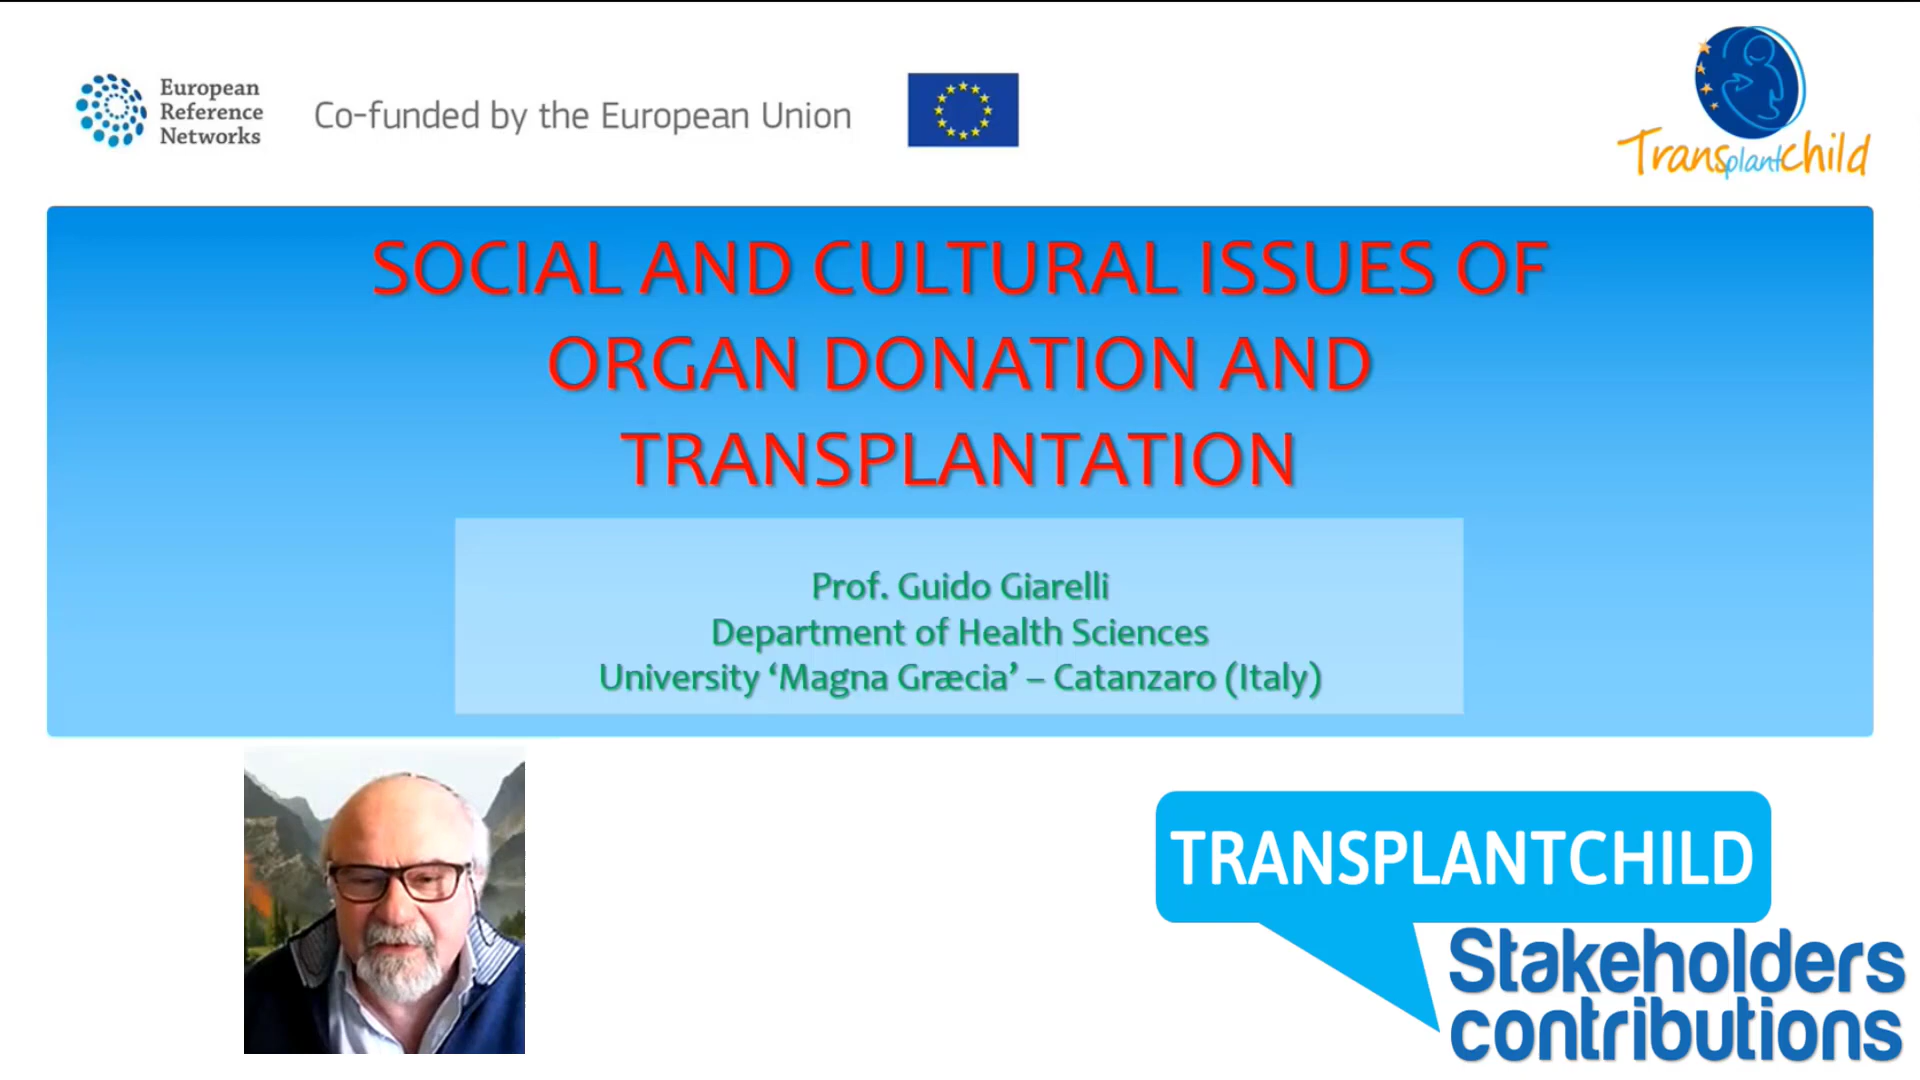 European
Reference
Networks
Co-funded by the European Union
Transplantchild
SOCIAL AND CULTURAL ISSUES OF
ORGAN DONATION AND
TRANSPLANTATION
Prof. Guido Giarelli
Department of Health Sciences
University ‘Magna Græcia’ – Catanzaro (Italy)
TRANSPLANTCHILD
Stakeholders
contributions